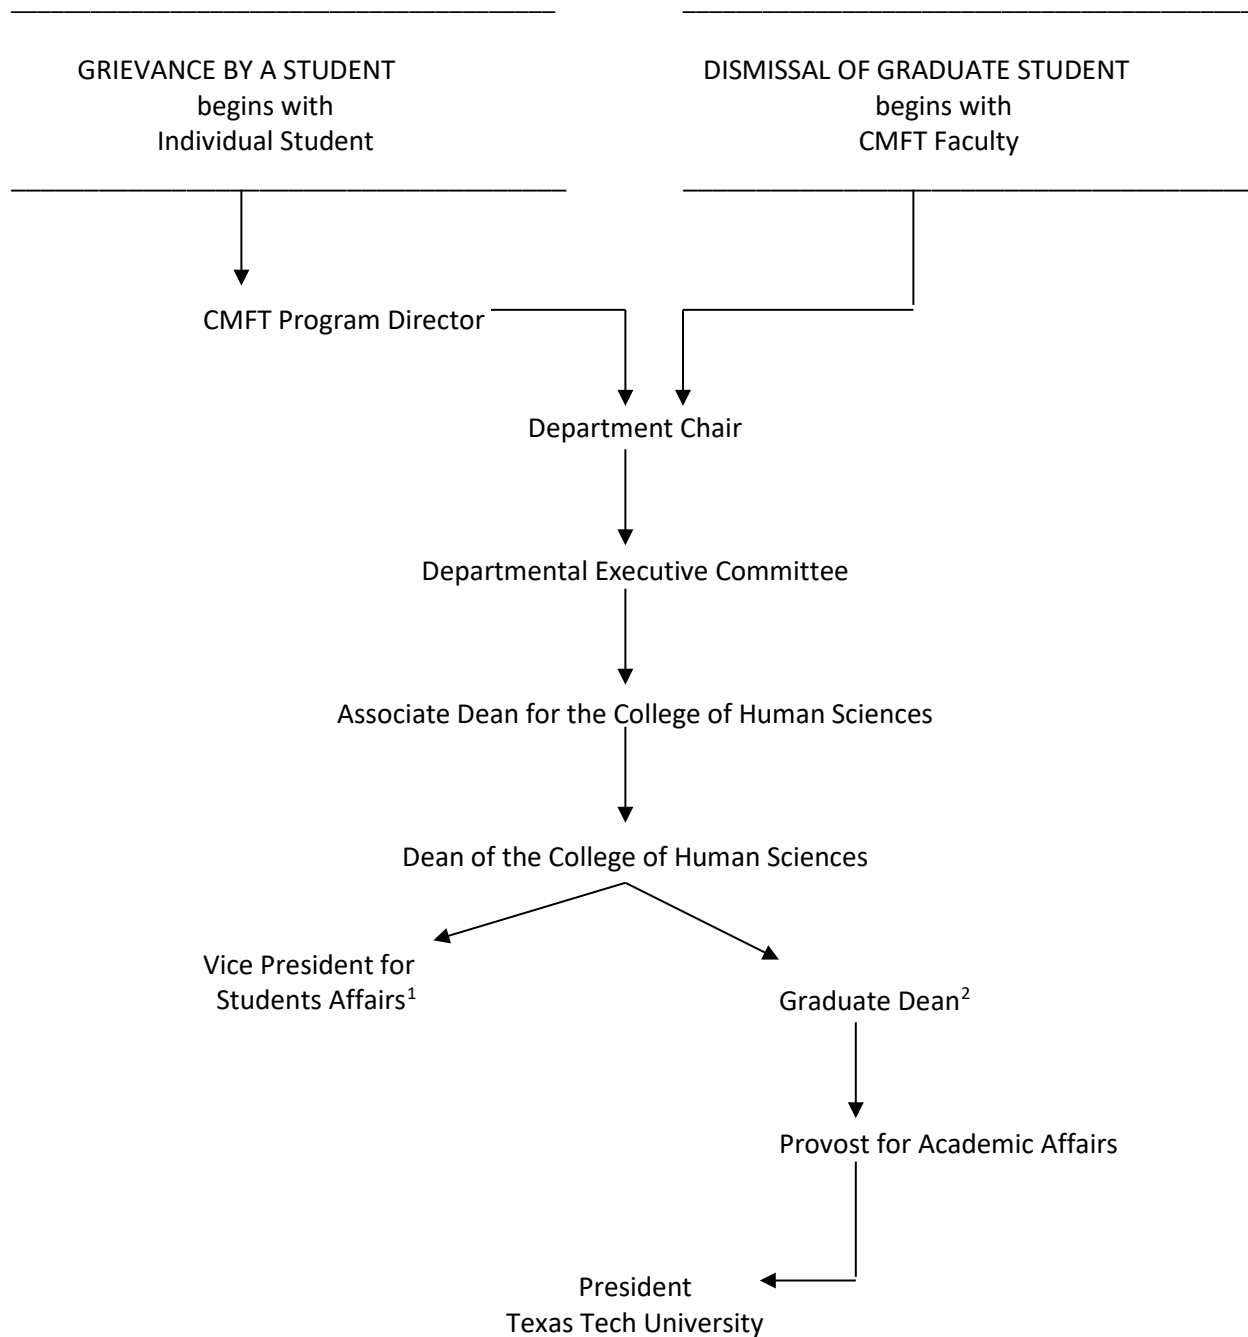 GRIEVANCE BY A STUDENT
begins with
Individual Student
DISMISSAL OF GRADUATE STUDENT
begins with
CMFT Faculty
CMFT Program Director
Department Chair
Departmental Executive Committee
Associate Dean for the College of Human Sciences
Dean of the College of Human Sciences
Vice President for
Students Affairs¹
Graduate Dean²
Provost for Academic Affairs
President
Texas Tech University